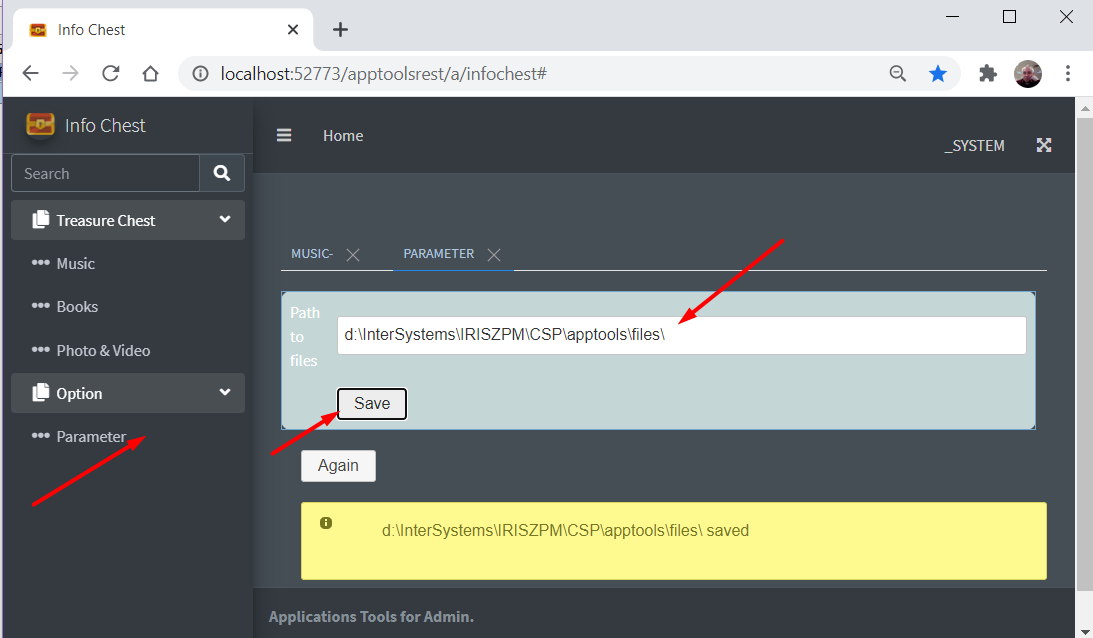 Info Chest
localhost:52773/apptoolsrest/a/infochest#
Info Chest
Home
_SYSTEM
Search
Treasure Chest
Music
Books
Photo & Video
Option
Parameter
MUSIC-
PARAMETER
Path
to
files
d:\InterSystems\IRISZPM\CSP\apptools\files\
Save
Again
d:\InterSystems\IRISZPM\CSP\apptools\files\ saved
Applications Tools for Admin.